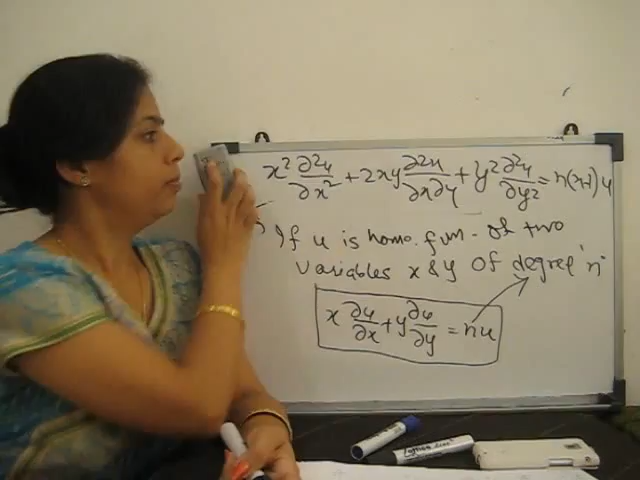 x² ∂²u/∂x² + 2xy ∂²u/∂x∂y + y² ∂²u/∂y² = n(n-1)u
If u is homo. fun. of two
variables x & y of degree 'n'
x ∂u/∂x + y ∂u/∂y = nu